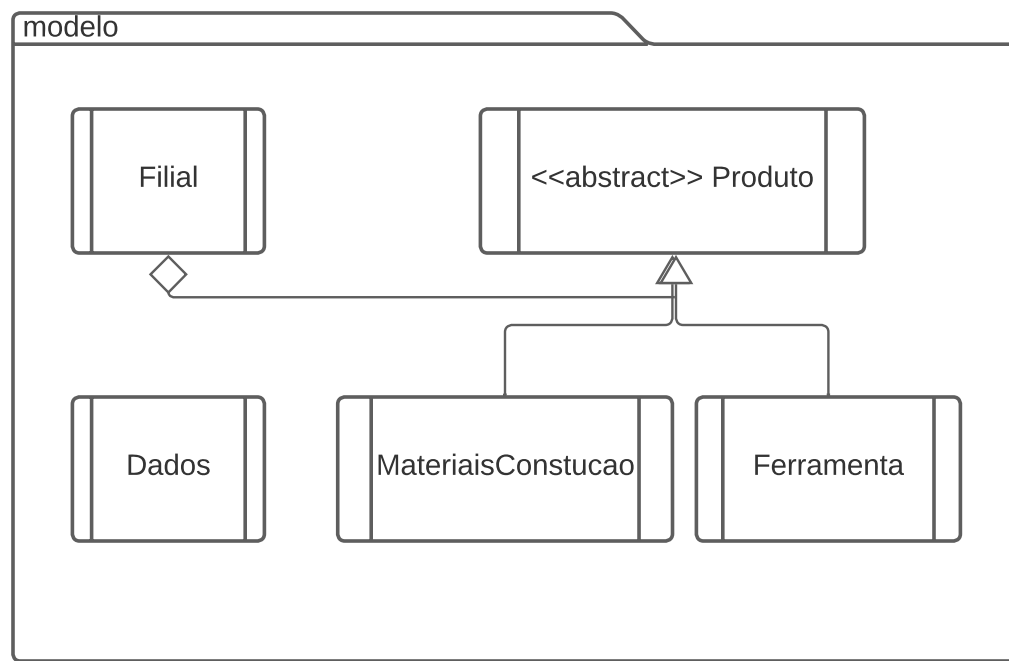 modelo
Filial
<<abstract>> Produto
Dados
MateriaisConstucao
Ferramenta